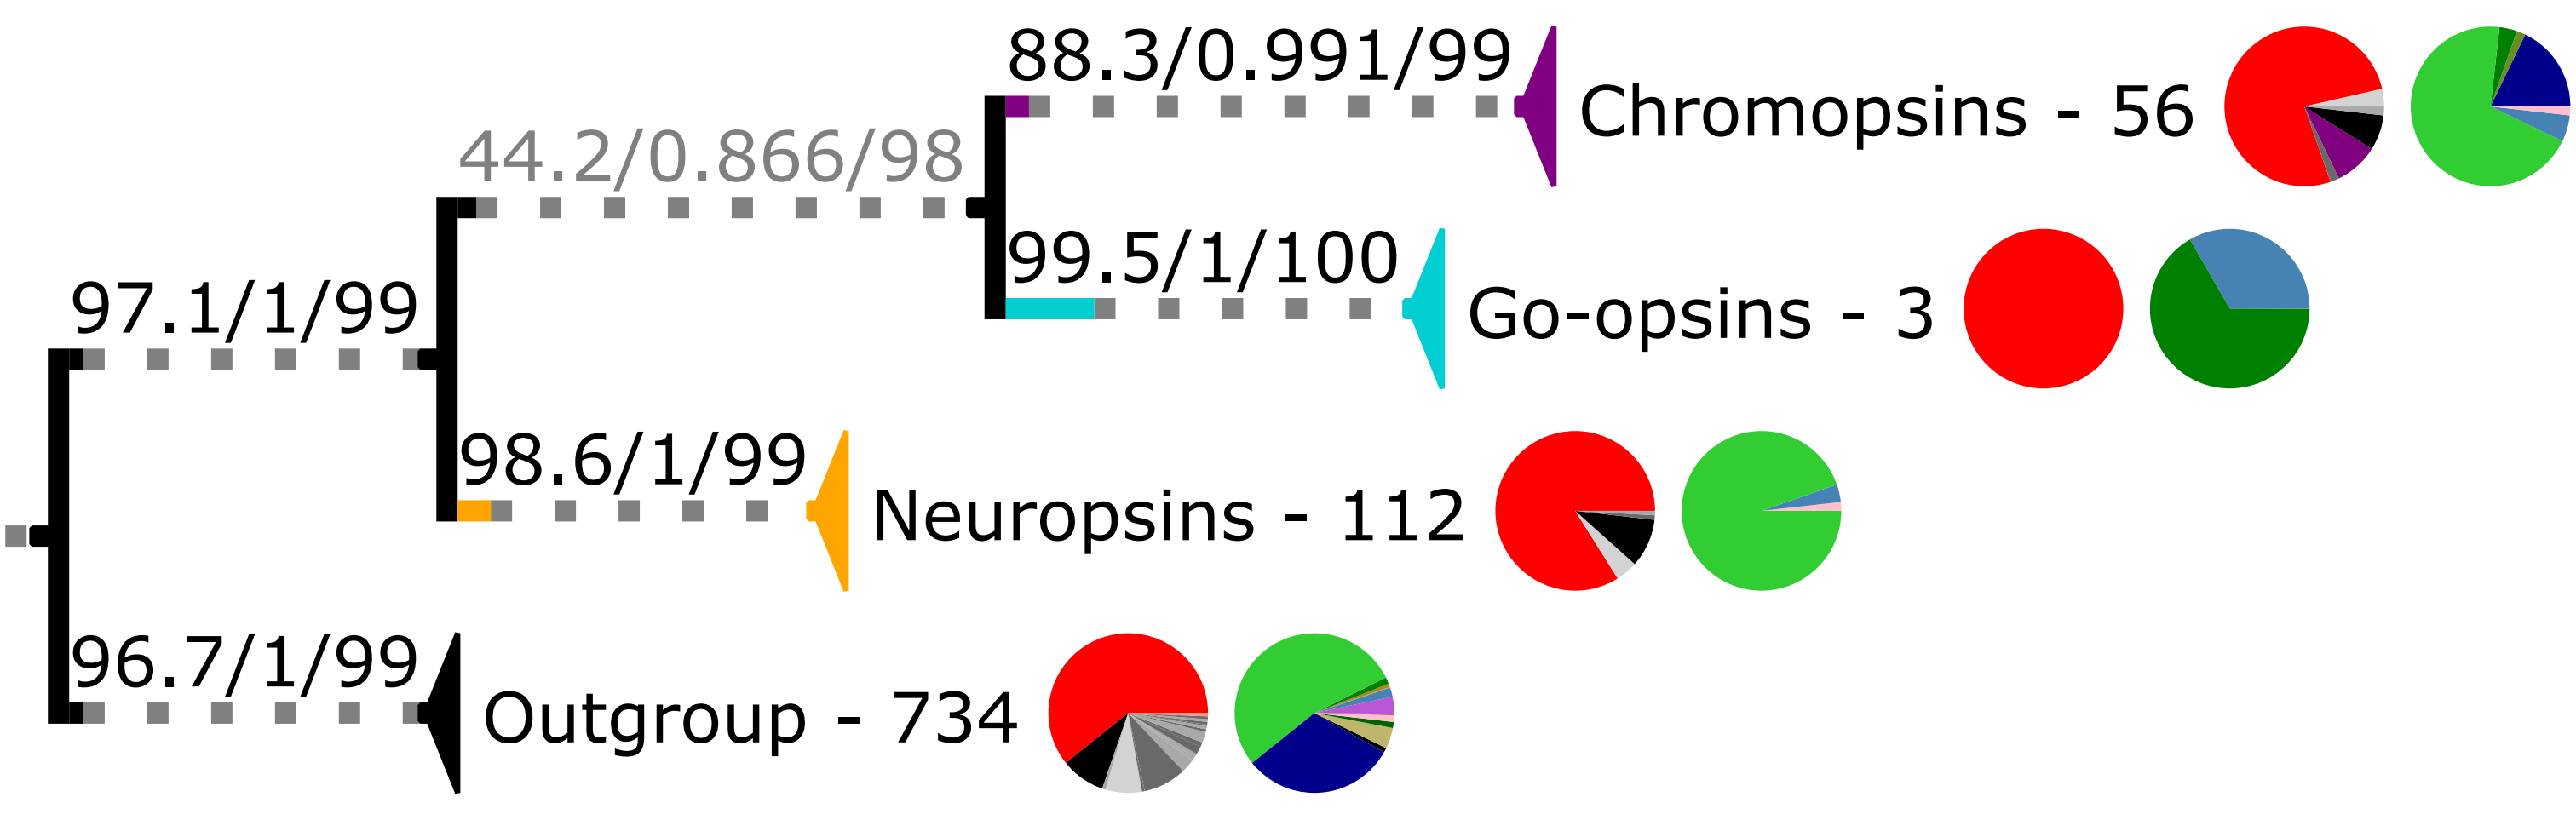 88.3/0.991/99
Chromopsins - 56
44.2/0.866/98
99.5/1/100
Go-opsins - 3
97.1/1/99
98.6/1/99
Neuropsins - 112
96.7/1/99
Outgroup - 734